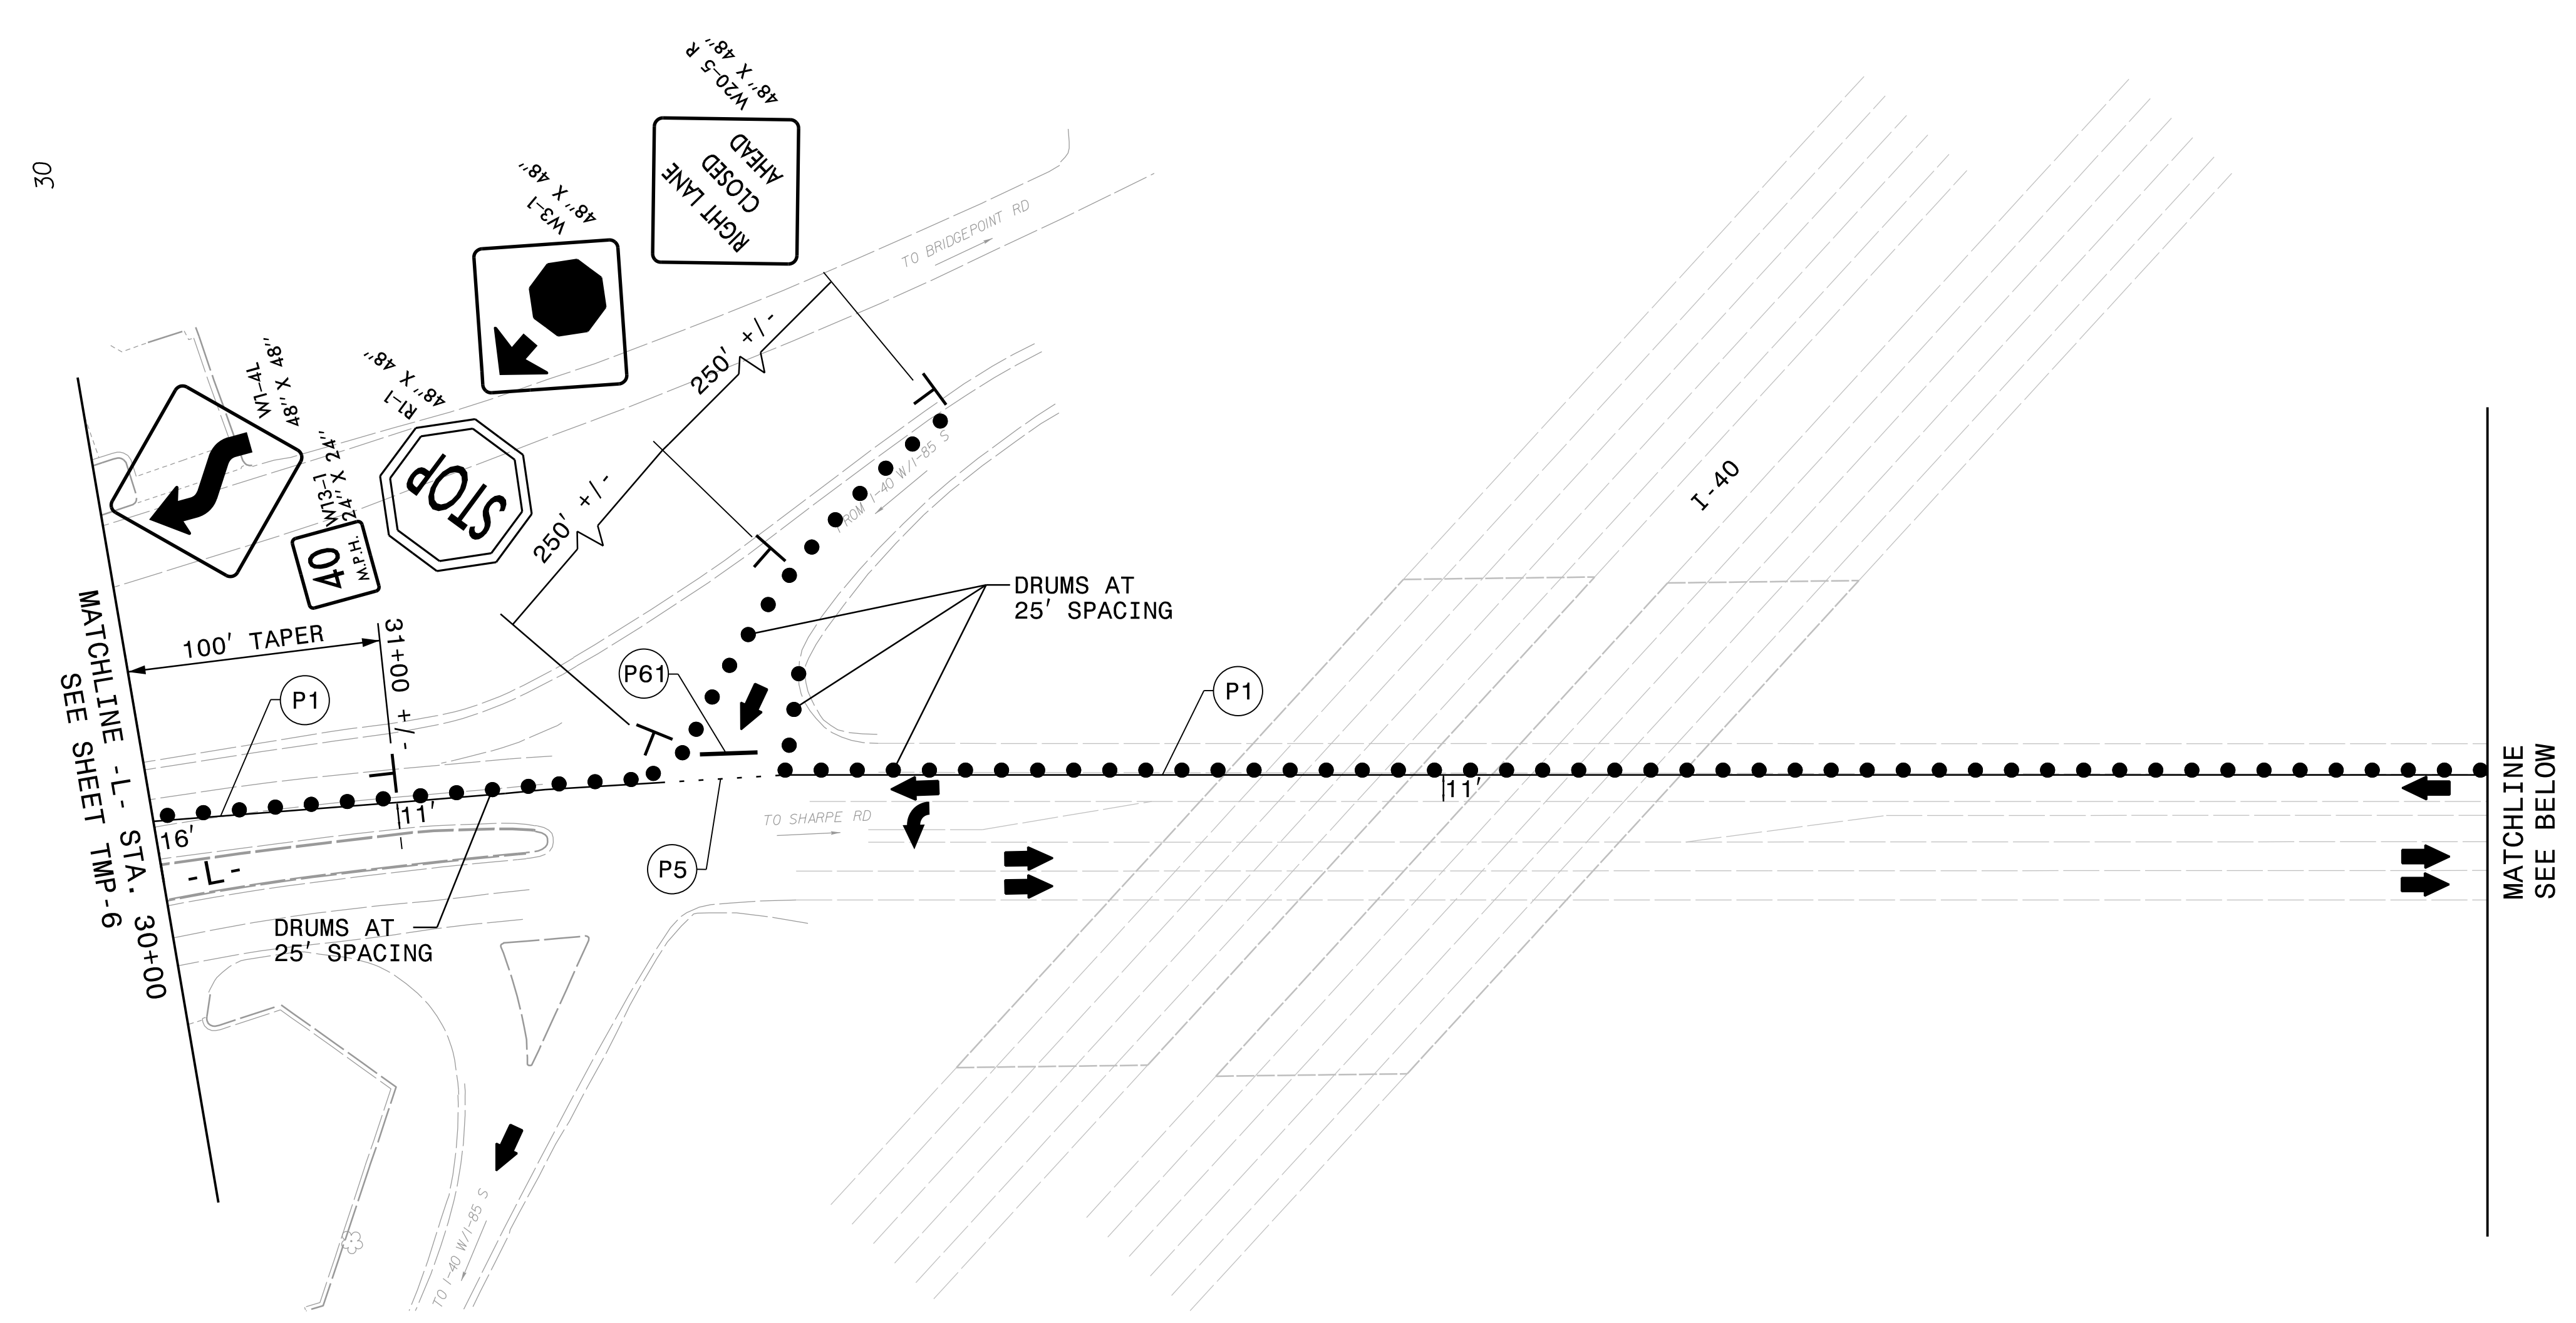 30
W20-5 R
48" X 48"
RIGHT LANE
CLOSED
AHEAD
W3-1
48" X 48"
TO BRIDGEPOINT RD
W1-4L
48" X 48"
R1-1
48" X 48"
STOP
W13-1
24" X 24"
40
M.P.H.
250' +/-
250' +/-
FROM I-40 W/I-85 S
I-40
DRUMS AT
25' SPACING
100' TAPER
31+00 +/-
P61
P1
P1
MATCHLINE -L- STA. 30+00
SEE SHEET TMP-6
16'
11'
11'
-L-
TO SHARPE RD
P5
DRUMS AT
25' SPACING
MATCHLINE
SEE BELOW
TO I-40 W/I-85 S